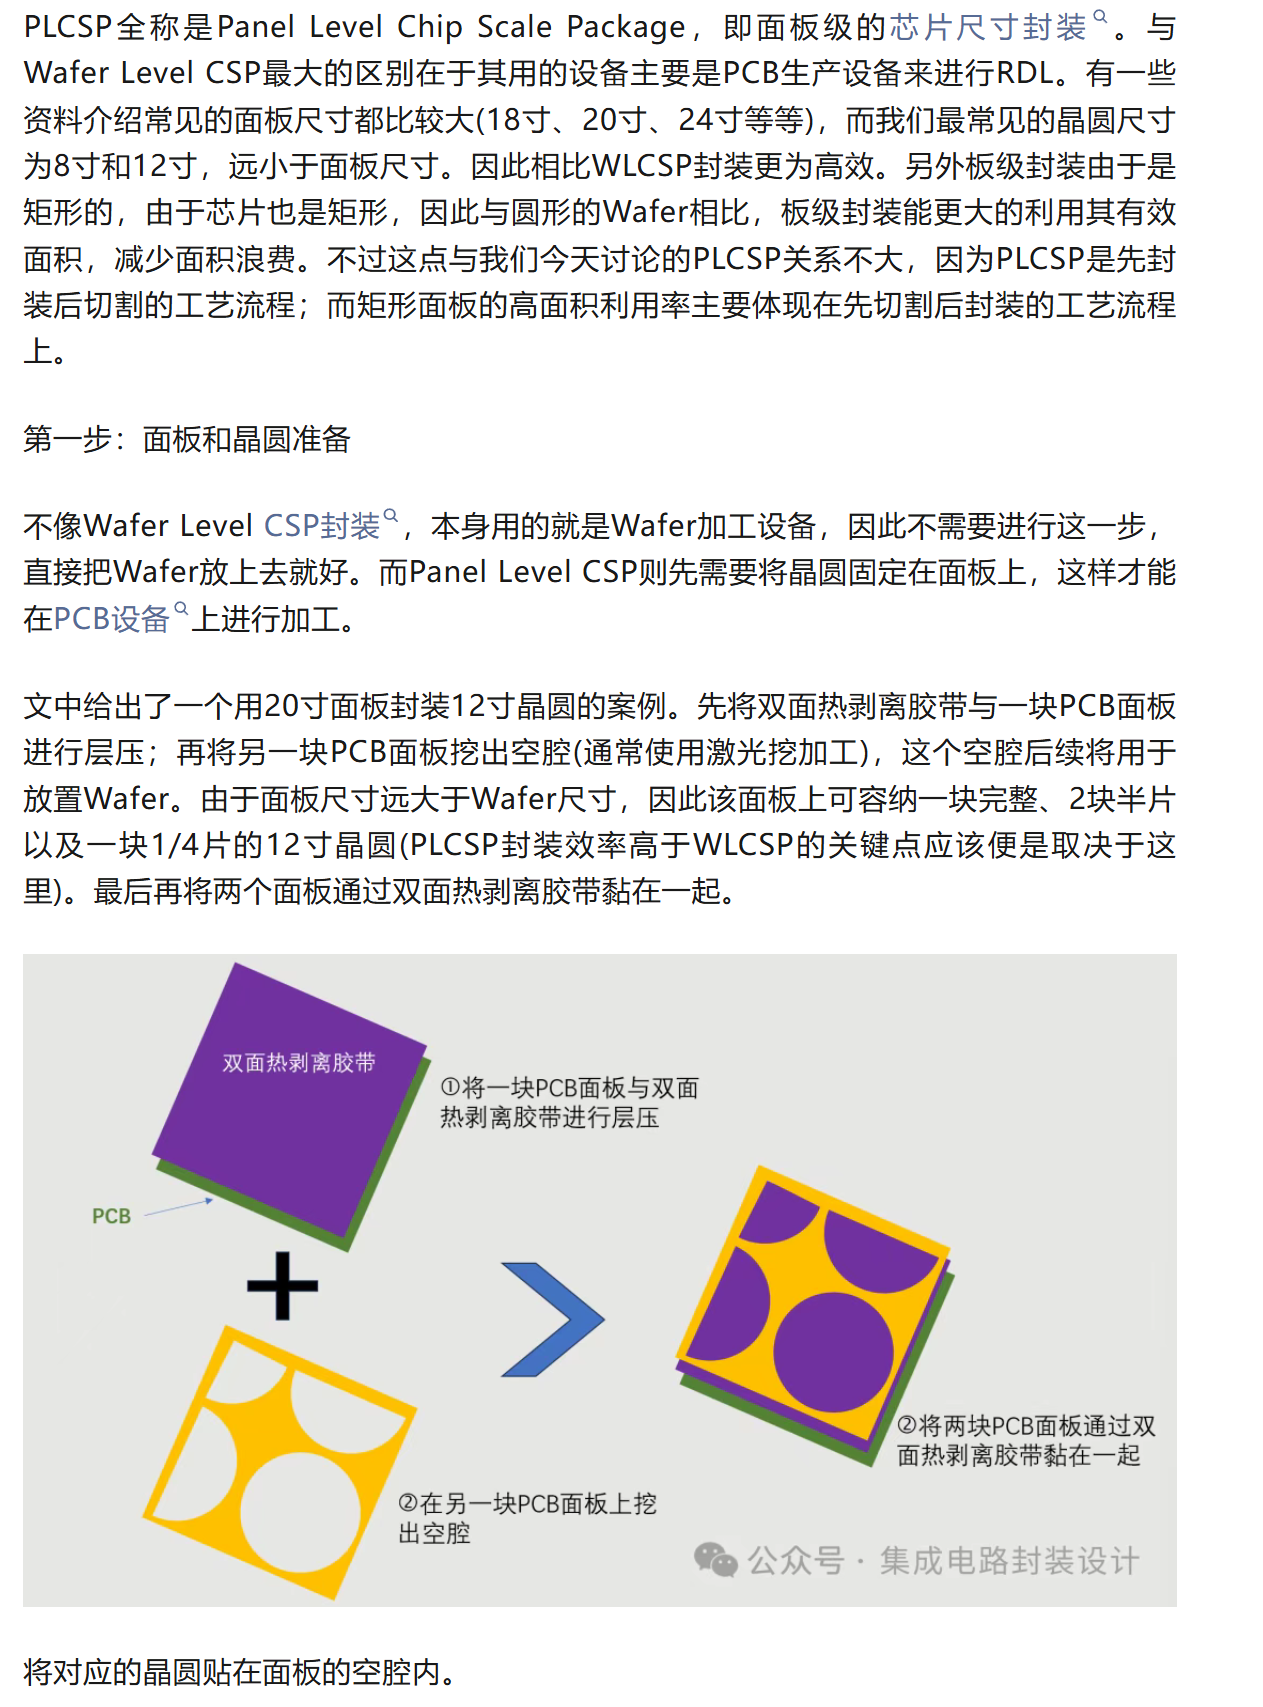 PLCSP全称是Panel Level Chip Scale Package，即面板级的芯片尺寸封装。与
Wafer Level CSP最大的区别在于其用的设备主要是PCB生产设备来进行RDL。有一些
资料介绍常见的面板尺寸都比较大(18寸、20寸、24寸等等)，而我们最常见的晶圆尺寸
为8寸和12寸，远小于面板尺寸。因此相比WLCSP封装更为高效。另外板级封装由于是
矩形的，由于芯片也是矩形，因此与圆形的Wafer相比，板级封装能更大的利用其有效
面积，减少面积浪费。不过这点与我们今天讨论的PLCSP关系不大，因为PLCSP是先封
装后切割的工艺流程；而矩形面板的高面积利用率主要体现在先切割后封装的工艺流程
上。
第一步：面板和晶圆准备
不像Wafer Level CSP封装，本身用的就是Wafer加工设备，因此不需要进行这一步，
直接把Wafer放上去就好。而Panel Level CSP则先需要将晶圆固定在面板上，这样才能
在PCB设备上进行加工。
文中给出了一个用20寸面板封装12寸晶圆的案例。先将双面热剥离胶带与一块PCB面板
进行层压；再将另一块PCB面板挖出空腔(通常使用激光挖加工)，这个空腔后续将用于
放置Wafer。由于面板尺寸远大于Wafer尺寸，因此该面板上可容纳一块完整、2块半片
以及一块1/4片的12寸晶圆(PLCSP封装效率高于WLCSP的关键点应该便是取决于这
里)。最后再将两个面板通过双面热剥离胶带黏在一起。
双面热剥离胶带
①将一块PCB面板与双面
热剥离胶带进行层压
PCB
②将两块PCB面板通过双
面热剥离胶带黏在一起
②在另一块PCB面板上挖
出空腔
公众号·集成电路封装设计
将对应的晶圆贴在面板的空腔内。